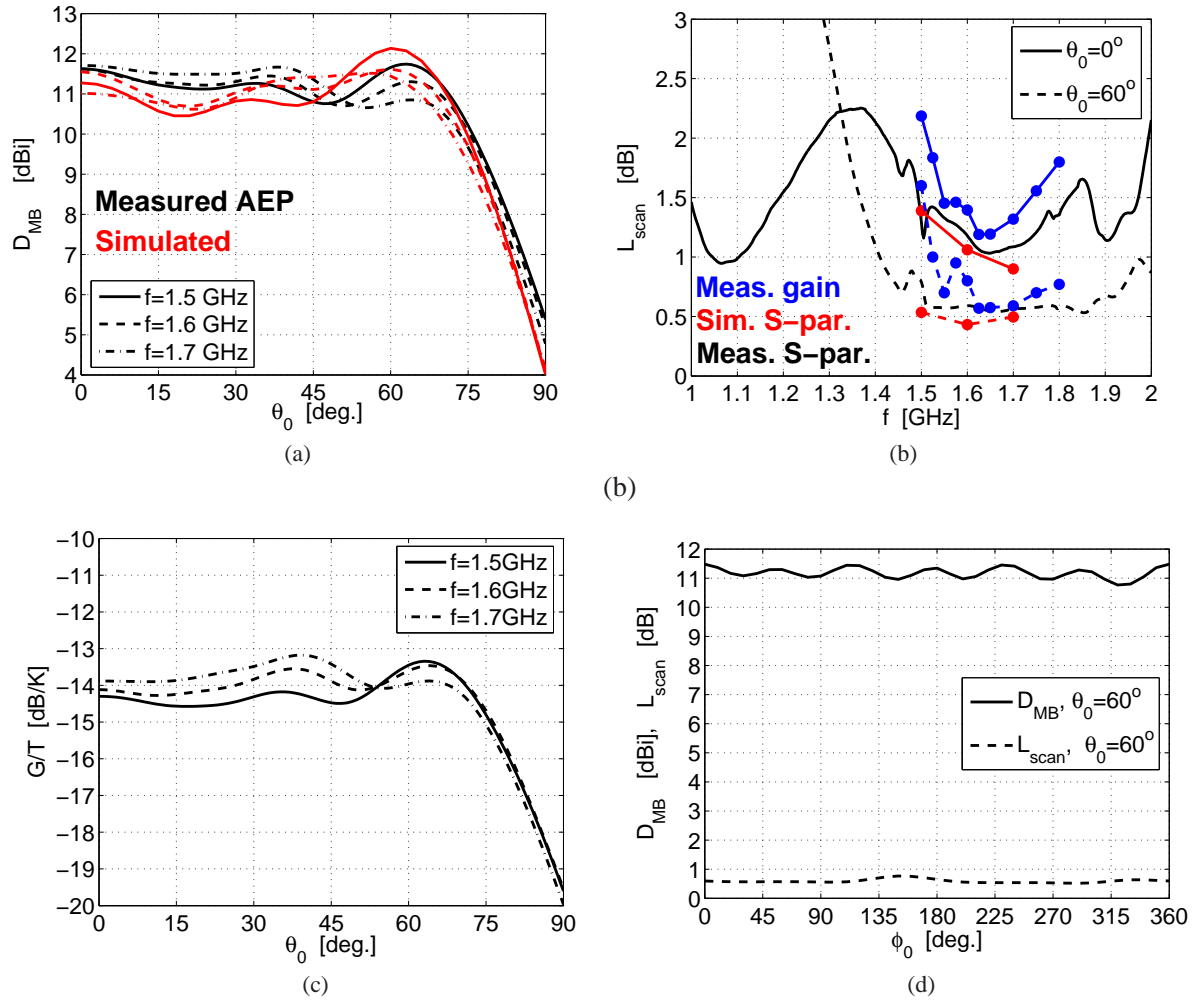 13
12
11
10
9
8
7
6
5
4
D_MB [dBi]
Measured AEP
Simulated
f=1.5 GHz
f=1.6 GHz
f=1.7 GHz
0 15 30 45 60 75 90
θ_0 [deg.]
(a)
3
2.5
2
1.5
1
0.5
0
L_scan [dB]
θ_0=0°
θ_0=60°
Meas. gain
Sim. S−par.
Meas. S−par.
1 1.1 1.2 1.3 1.4 1.5 1.6 1.7 1.8 1.9 2
f [GHz]
(b)
(b)
−10
−11
−12
−13
−14
−15
−16
−17
−18
−19
−20
G/T [dB/K]
f=1.5GHz
f=1.6GHz
f=1.7GHz
0 15 30 45 60 75 90
θ_0 [deg.]
(c)
12
11
10
9
8
7
6
5
4
3
2
1
0
D_MB [dBi], L_scan [dB]
D_MB, θ_0=60°
L_scan, θ_0=60°
0 45 90 135 180 225 270 315 360
ϕ_0 [deg.]
(d)